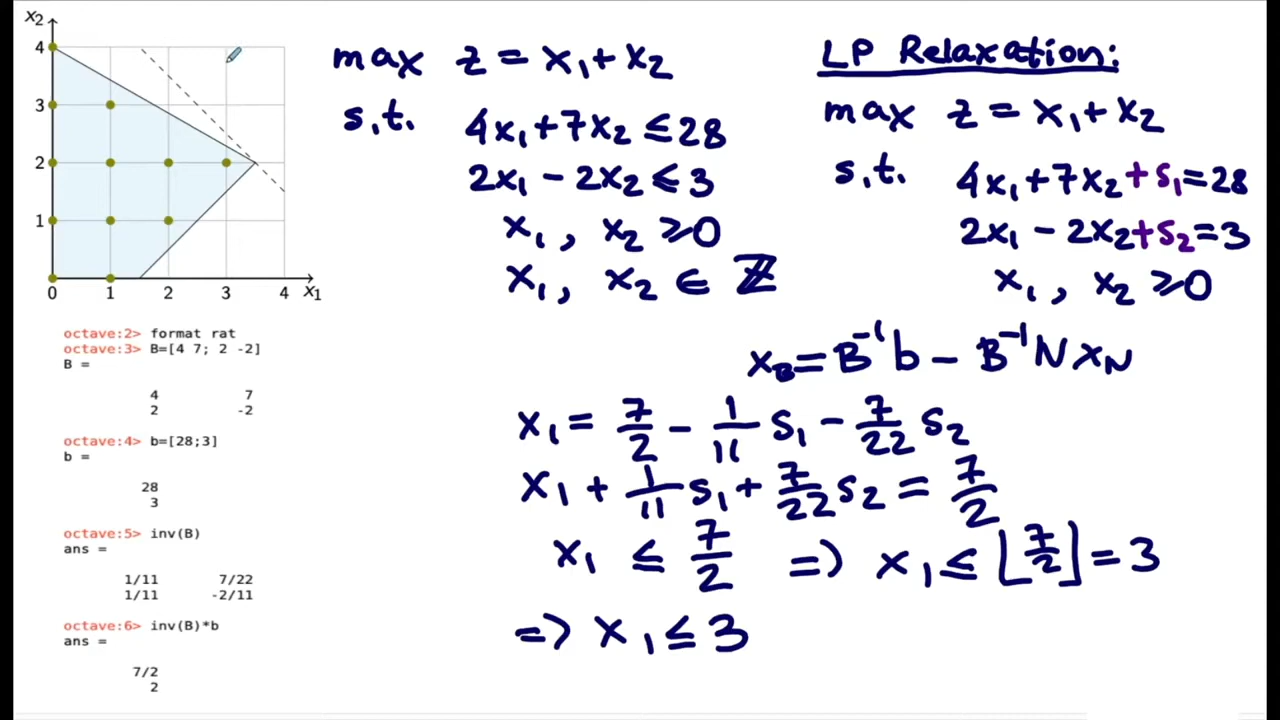 x₂
4
3
2
1
0 1 2 3 4 x₁
max z = x₁ + x₂
s.t. 4x₁ + 7x₂ ≤ 28
2x₁ − 2x₂ ≤ 3
x₁, x₂ ≥ 0
x₁, x₂ ∈ ℤ
LP Relaxation:
max z = x₁ + x₂
s.t. 4x₁ + 7x₂ + s₁ = 28
2x₁ − 2x₂ + s₂ = 3
x₁, x₂ ≥ 0
octave:2> format rat
octave:3> B=[4 7; 2 -2]
B =
4 7
2 -2
octave:4> b=[28;3]
b =
28
3
octave:5> inv(B)
ans =
1/11 7/22
1/11 -2/11
octave:6> inv(B)*b
ans =
7/2
2
x_B = B⁻¹b − B⁻¹N x_N
x₁ = 7/2 − 1/11 s₁ − 7/22 s₂
x₁ + 1/11 s₁ + 7/22 s₂ = 7/2
x₁ ≤ 7/2 ⇒ x₁ ≤ ⌊7/2⌋ = 3
⇒ x₁ ≤ 3